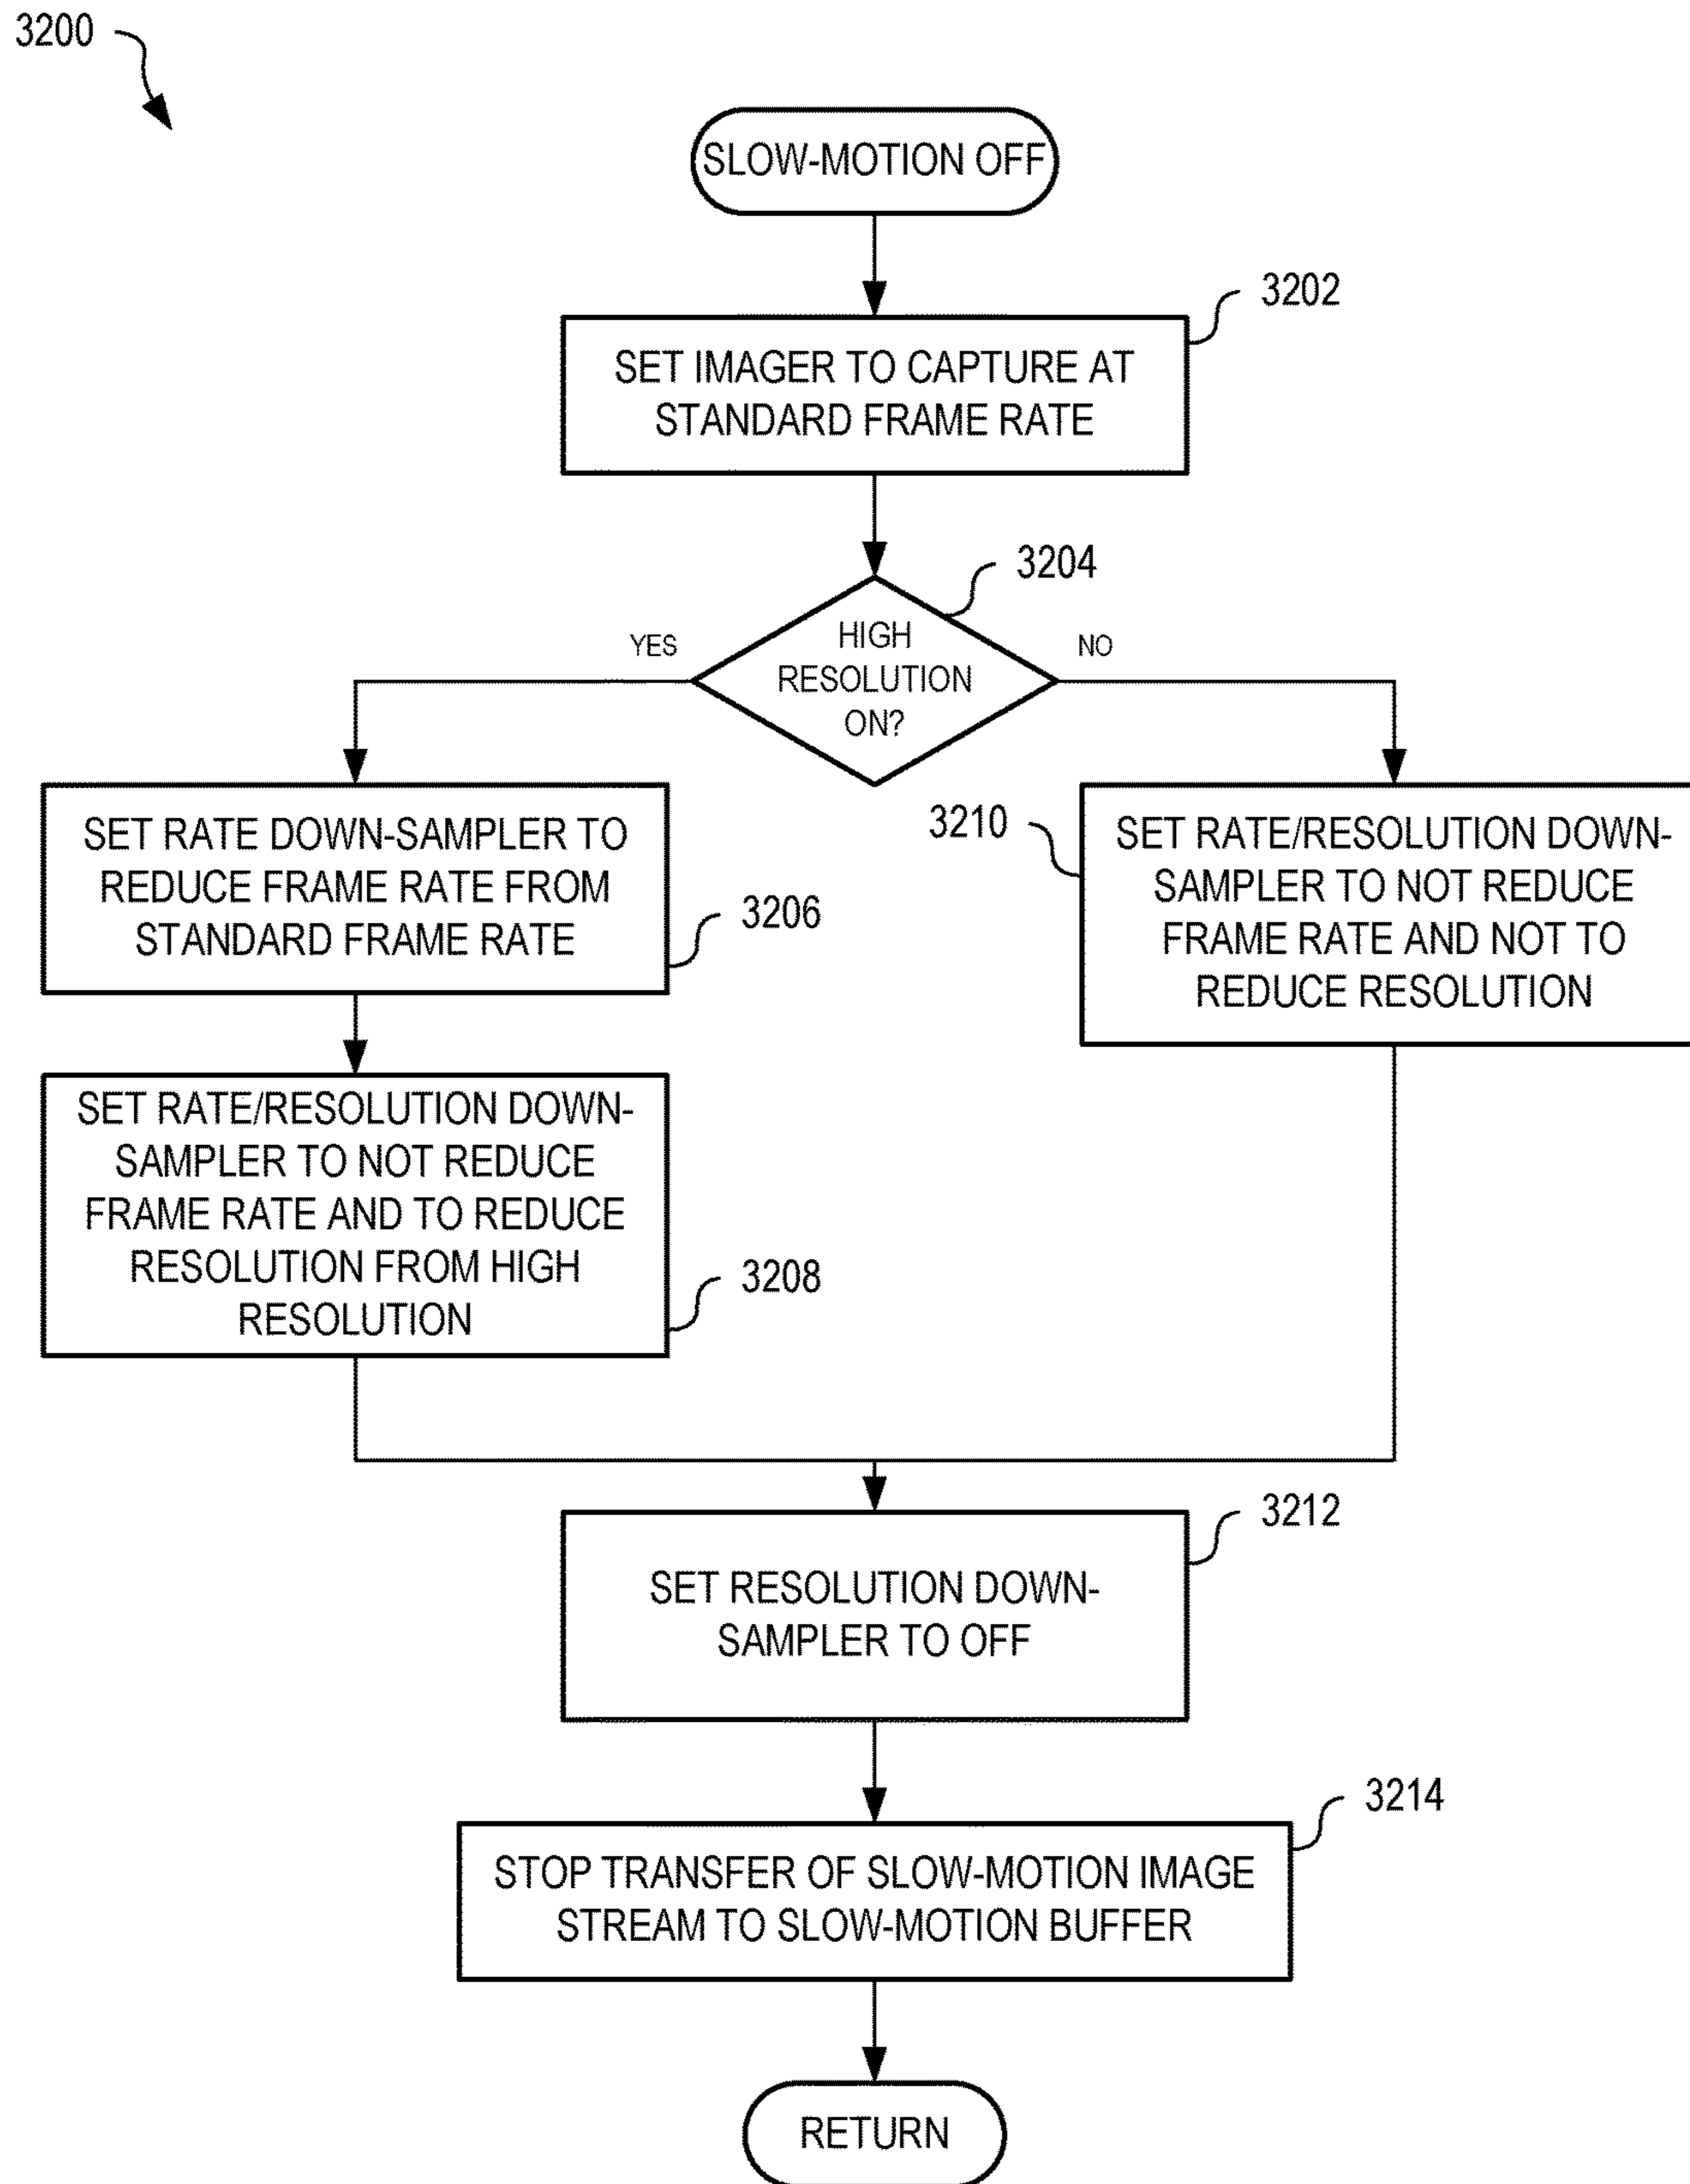 3200
SLOW-MOTION OFF
3202
SET IMAGER TO CAPTURE AT
STANDARD FRAME RATE
3204
HIGH
RESOLUTION
ON?
YES
NO
SET RATE DOWN-SAMPLER TO
REDUCE FRAME RATE FROM
STANDARD FRAME RATE
3206
3210
SET RATE/RESOLUTION DOWN-
SAMPLER TO NOT REDUCE
FRAME RATE AND NOT TO
REDUCE RESOLUTION
SET RATE/RESOLUTION DOWN-
SAMPLER TO NOT REDUCE
FRAME RATE AND TO REDUCE
RESOLUTION FROM HIGH
RESOLUTION
3208
3212
SET RESOLUTION DOWN-
SAMPLER TO OFF
3214
STOP TRANSFER OF SLOW-MOTION IMAGE
STREAM TO SLOW-MOTION BUFFER
RETURN